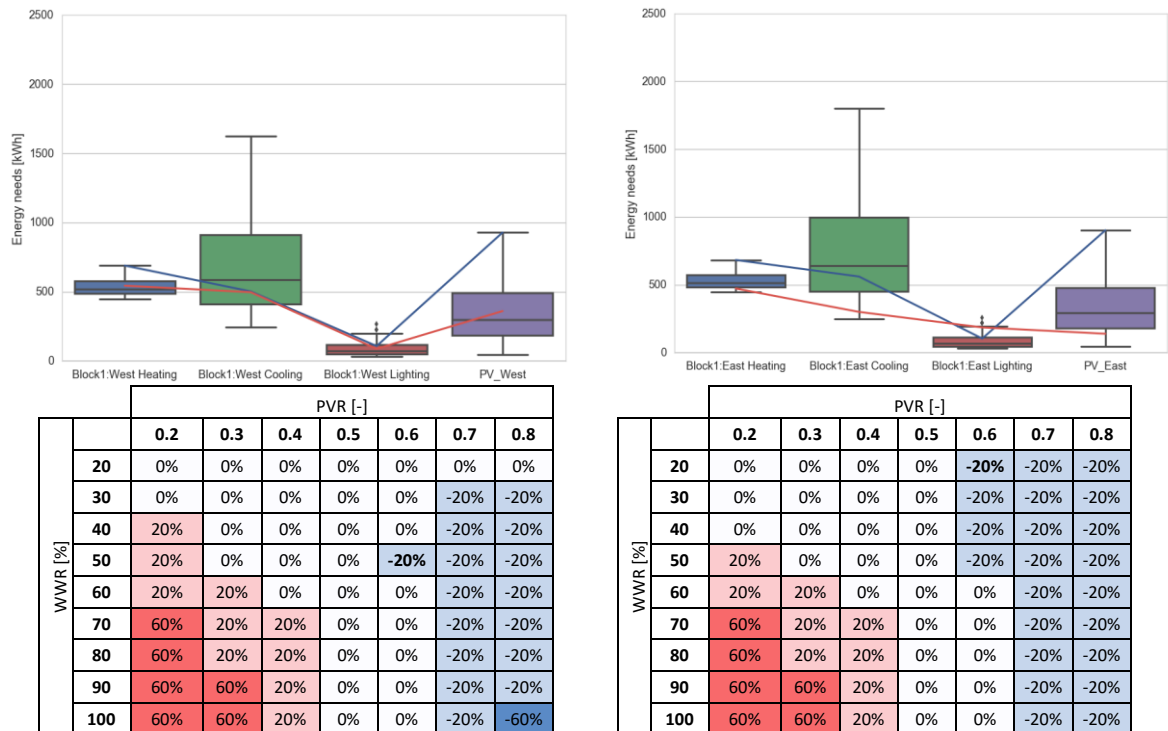 2500
2000
1500
1000
500
0
Energy needs [kWh]
Block1:West Heating Block1:West Cooling Block1:West Lighting PV_West
PVR [-]
0.2 0.3 0.4 0.5 0.6 0.7 0.8
WWR [%]
20 0% 0% 0% 0% 0% 0% 0%
30 0% 0% 0% 0% 0% -20% -20%
40 20% 0% 0% 0% 0% -20% -20%
50 20% 0% 0% 0% -20% -20% -20%
60 20% 20% 0% 0% 0% -20% -20%
70 60% 20% 20% 0% 0% -20% -20%
80 60% 20% 20% 0% 0% -20% -20%
90 60% 60% 20% 0% 0% -20% -20%
100 60% 60% 20% 0% 0% -20% -60%
2500
2000
1500
1000
500
0
Energy needs [kWh]
Block1:East Heating Block1:East Cooling Block1:East Lighting PV_East
PVR [-]
0.2 0.3 0.4 0.5 0.6 0.7 0.8
WWR [%]
20 0% 0% 0% 0% -20% -20% -20%
30 0% 0% 0% 0% -20% -20% -20%
40 0% 0% 0% 0% -20% -20% -20%
50 20% 0% 0% 0% -20% -20% -20%
60 20% 20% 0% 0% 0% -20% -20%
70 60% 20% 20% 0% 0% -20% -20%
80 60% 20% 20% 0% 0% -20% -20%
90 60% 60% 20% 0% 0% -20% -20%
100 60% 60% 20% 0% 0% -20% -20%